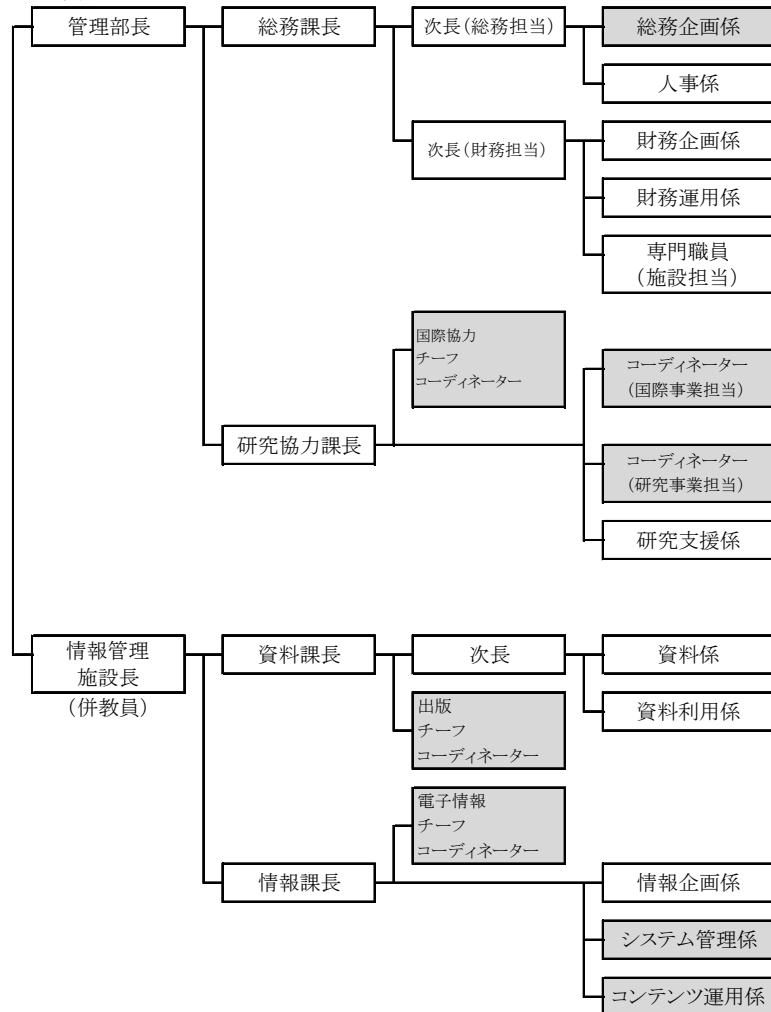 管理部長
総務課長
次長(総務担当)
総務企画係
人事係
次長(財務担当)
財務企画係
財務運用係
専門職員
(施設担当)
国際協力
チーフ
コーディネーター
コーディネーター
(国際事業担当)
研究協力課長
コーディネーター
(研究事業担当)
研究支援係
情報管理
施設長
(併教員)
資料課長
次長
資料係
資料利用係
出版
チーフ
コーディネーター
電子情報
チーフ
コーディネーター
情報課長
情報企画係
システム管理係
コンテンツ運用係